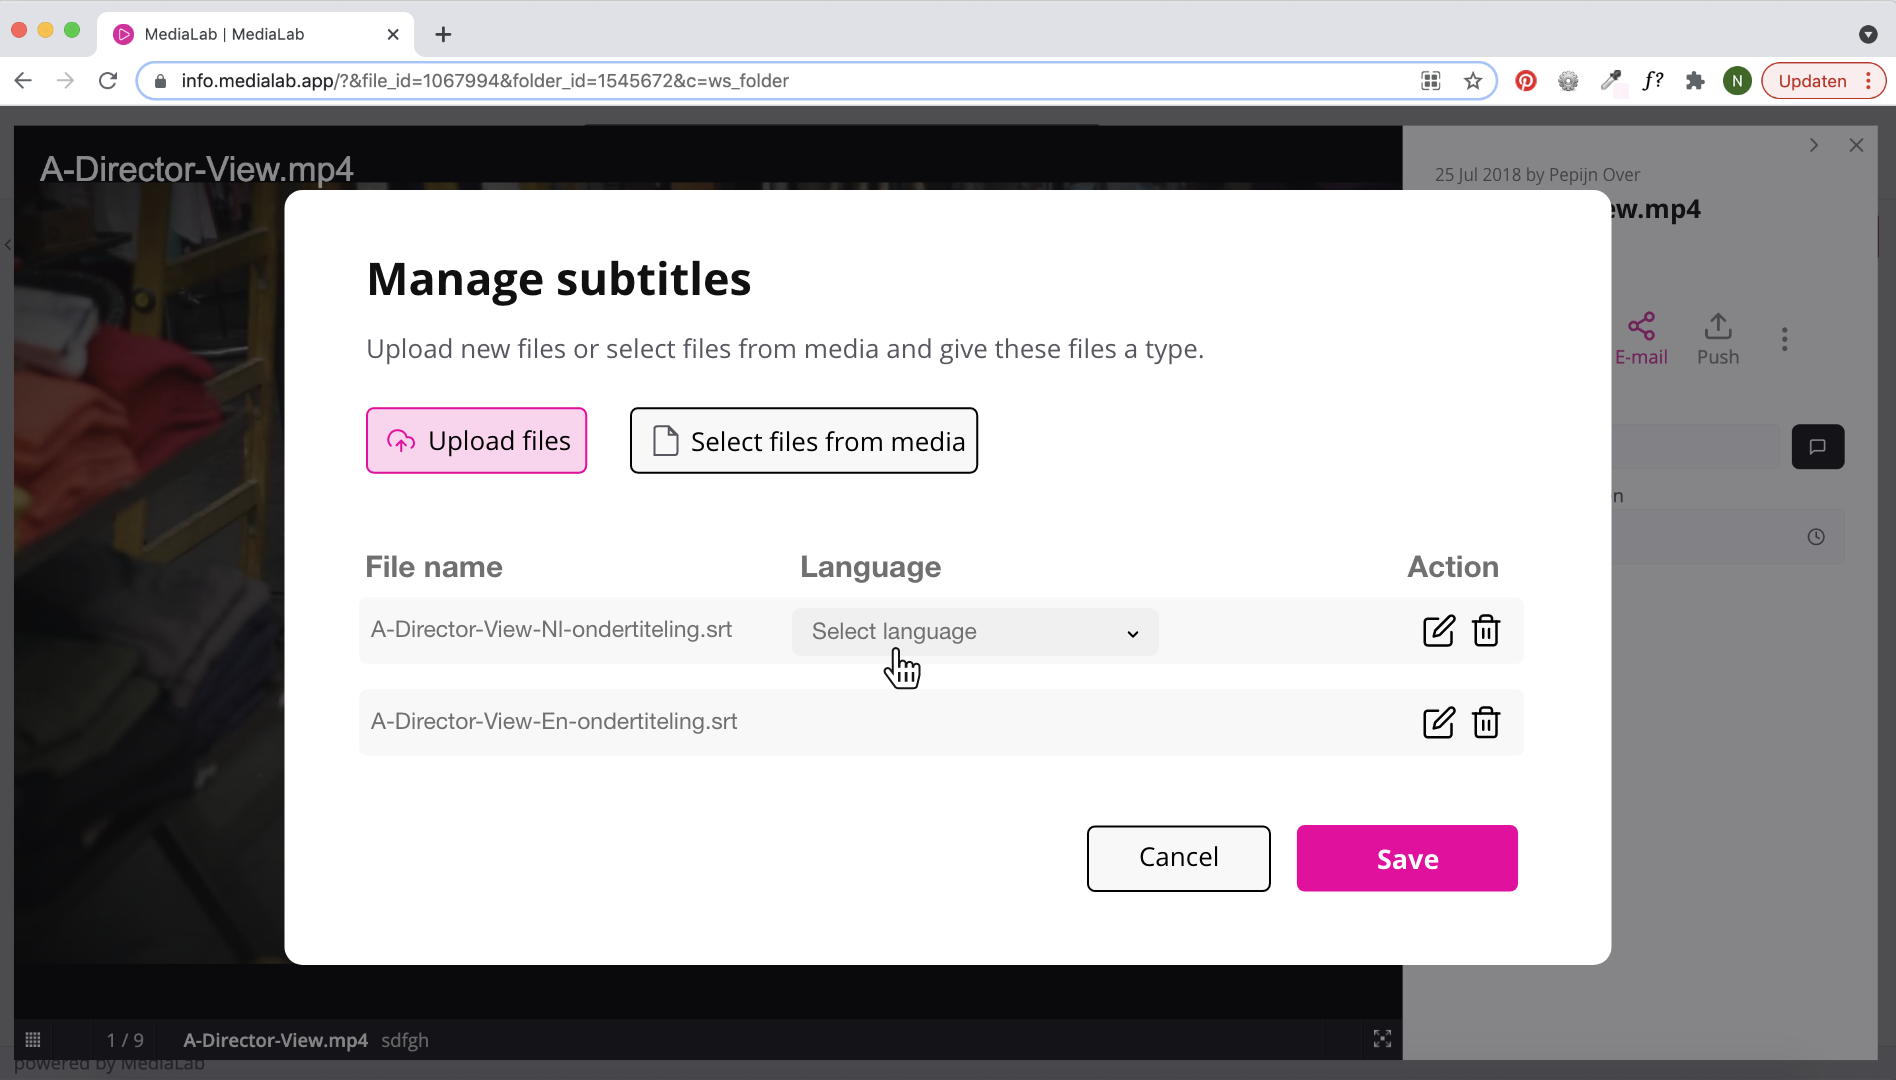 MediaLab | MediaLab
info.medialab.app/?&file_id=1067994&folder_id=1545672&c=ws_folder
f?
N
Updaten
A-Director-View.mp4
25 Jul 2018 by Pepijn Over
ew.mp4
Manage subtitles
Upload new files or select files from media and give these files a type.
E-mail
Push
Upload files
Select files from media
n
File name
Language
Action
A-Director-View-Nl-ondertiteling.srt
Select language
A-Director-View-En-ondertiteling.srt
Cancel
Save
1 / 9
A-Director-View.mp4 sdfgh
powered by MediaLab